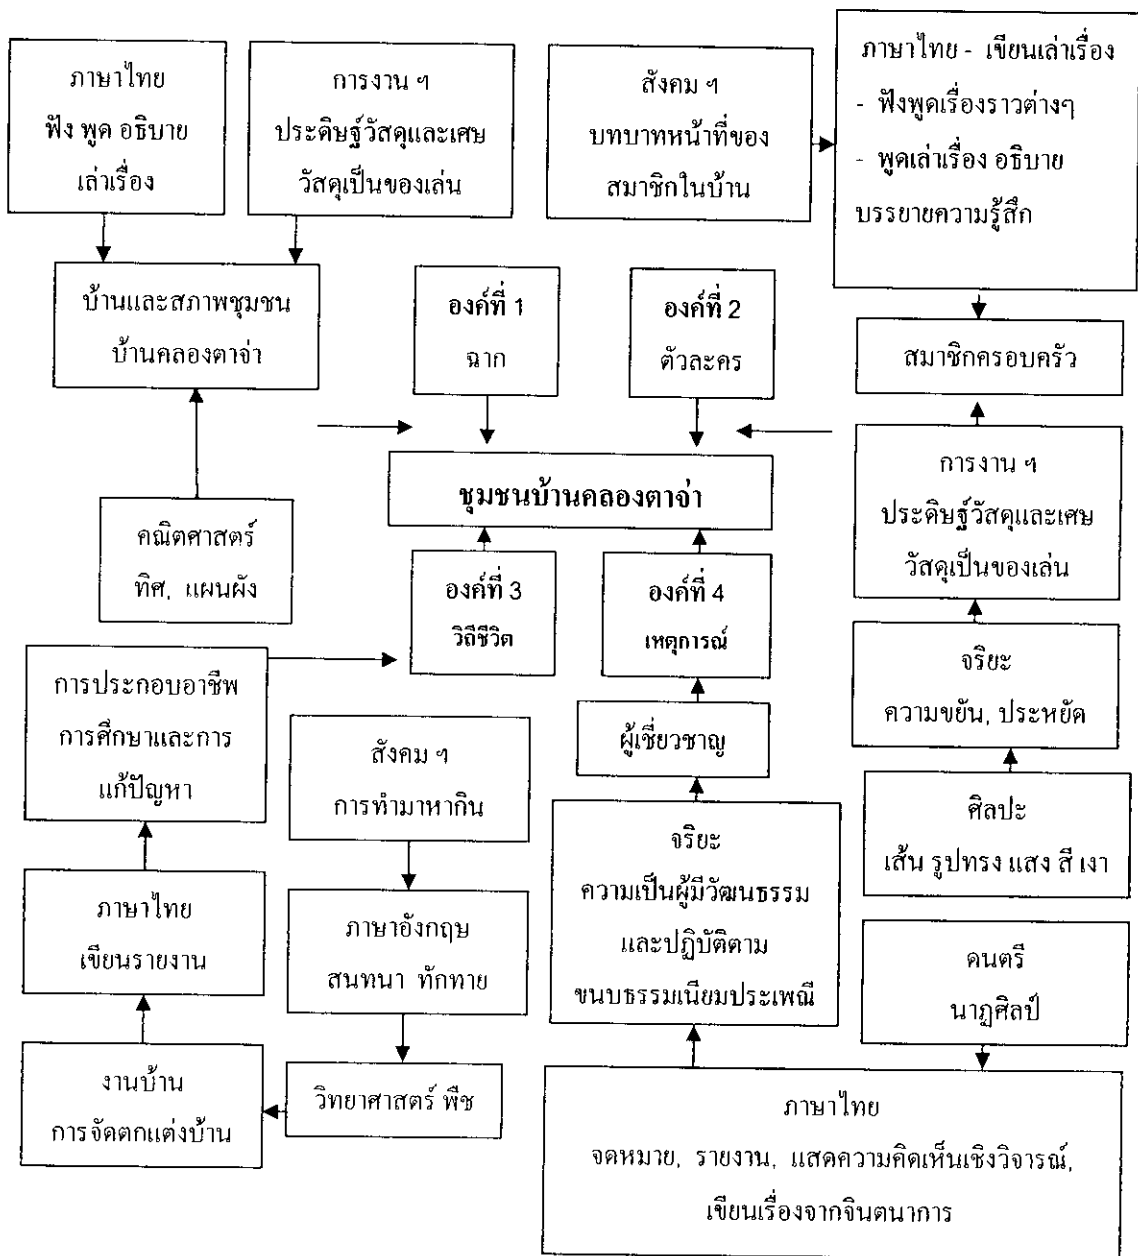 ภาษาไทย
ฟัง พูด อธิบาย
เล่าเรื่อง
การงาน ฯ
ประดิษฐ์วัสดุและเศษ
วัสดุเป็นของเล่น
สังคม ฯ
บทบาทหน้าที่ของ
สมาชิกในบ้าน
ภาษาไทย - เขียนเล่าเรื่อง
- ฟังพูดเรื่องราวต่างๆ
- พูดเล่าเรื่อง อธิบาย
บรรยายความรู้สึก
บ้านและสภาพชุมชน
บ้านคลองตาจ่า
องค์ที่ 1
ฉาก
องค์ที่ 2
ตัวละคร
สมาชิกครอบครัว
ชุมชนบ้านคลองตาจ่า
การงาน ฯ
ประดิษฐ์วัสดุและเศษ
วัสดุเป็นของเล่น
คณิตศาสตร์
ทิศ, แผนผัง
องค์ที่ 3
วิถีชีวิต
องค์ที่ 4
เหตุการณ์
จริยะ
ความขยัน, ประหยัด
การประกอบอาชีพ
การศึกษาและการ
แก้ปัญหา
สังคม ฯ
การทำมาหากิน
ผู้เชี่ยวชาญ
ศิลปะ
เส้น รูปทรง แสง สี เงา
จริยะ
ความเป็นผู้มีวัฒนธรรม
และปฏิบัติตาม
ขนบธรรมเนียมประเพณี
ภาษาไทย
เขียนรายงาน
ภาษาอังกฤษ
สนทนา ทักทาย
ดนตรี
นาฏศิลป์
งานบ้าน
การจัดตกแต่งบ้าน
วิทยาศาสตร์ พืช
ภาษาไทย
จดหมาย, รายงาน, แสดความคิดเห็นเชิงวิจารณ์,
เขียนเรื่องจากจินตนาการ